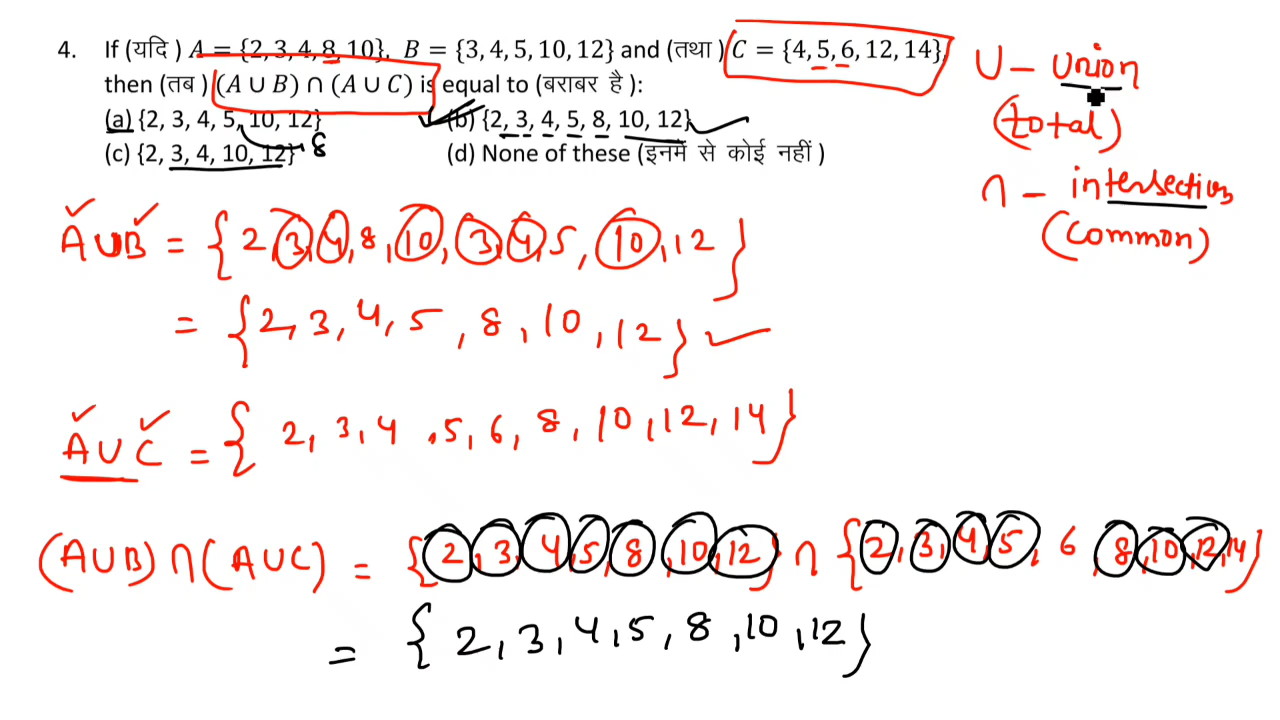 4. If (यदि ) A = {2, 3, 4, 8, 10}, B = {3, 4, 5, 10, 12} and (तथा ) C = {4, 5, 6, 12, 14},
then (तब ) (A ∪ B) ∩ (A ∪ C) is equal to (बराबर है ):
(a) {2, 3, 4, 5, 10, 12} (b) {2, 3, 4, 5, 8, 10, 12}
8
(c) {2, 3, 4, 10, 12} (d) None of these (इनमें से कोई नहीं )
U - Union
(total)
∩ - intersection
(common)
A∪B = {2,3,4,8,10,3,4,5,10,12}
= {2,3,4,5,8,10,12}
A∪C = {2,3,4,5,6,8,10,12,14}
(A∪B)∩(A∪C) = {2,3,4,5,8,10,12} ∩ {2,3,4,5,6,8,10,12,14}
= {2,3,4,5,8,10,12}